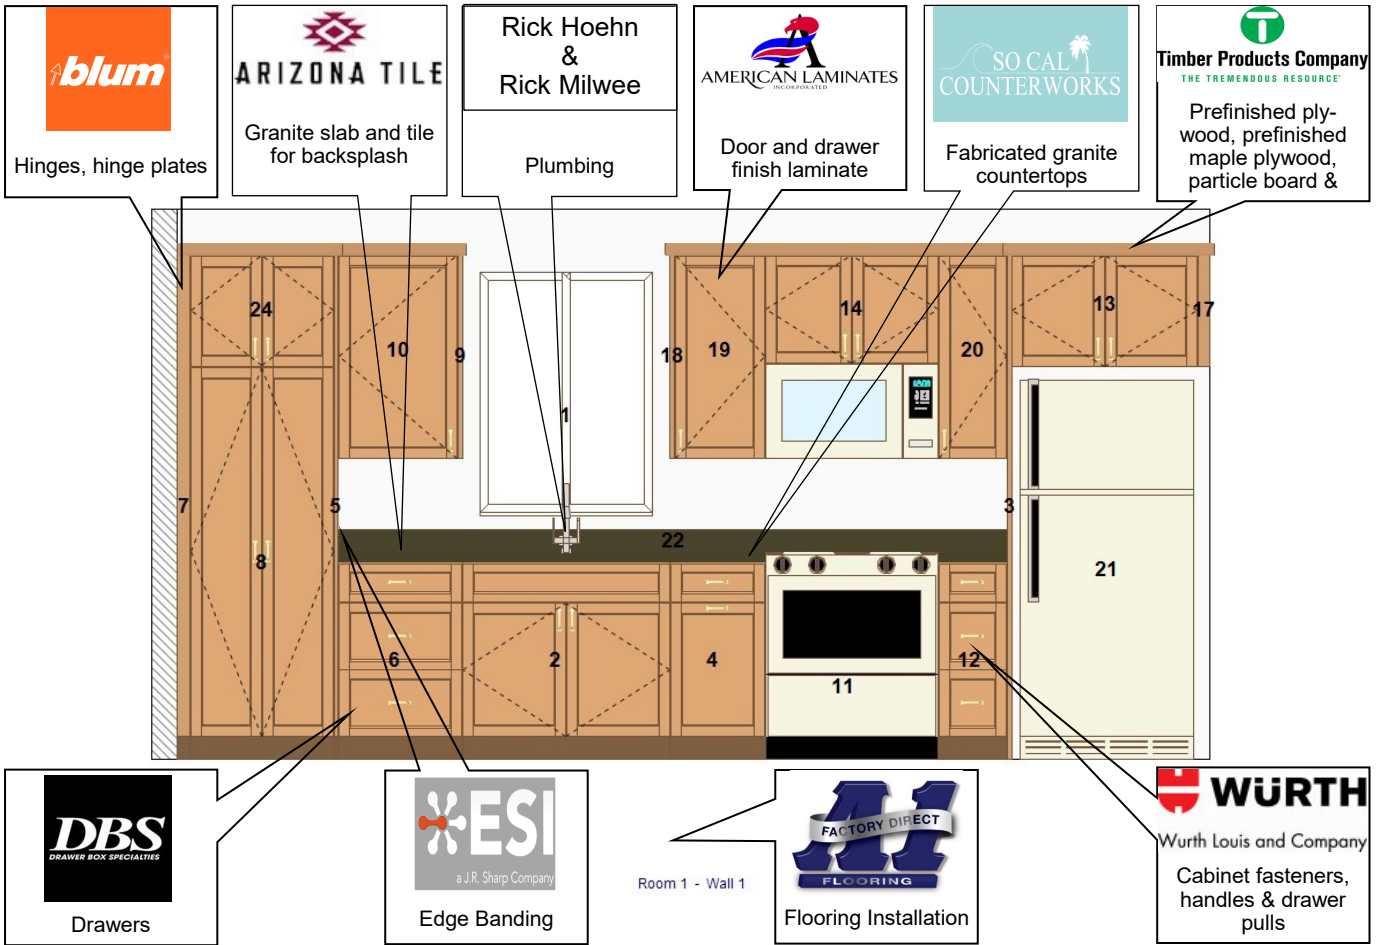 blum
Hinges, hinge plates
ARIZONA TILE
Granite slab and tile
for backsplash
Rick Hoehn
&
Rick Milwee
Plumbing
A
AMERICAN LAMINATES
INCORPORATED
Door and drawer
finish laminate
SO CAL
COUNTERWORKS
Fabricated granite
countertops
T
Timber Products Company
THE TREMENDOUS RESOURCE
Prefinished ply-
wood, prefinished
maple plywood,
particle board &
24
10
9
1
18
19
14
20
13
17
7
5
8
22
3
21
6
2
4
11
12
DBS
DRAWER BOX SPECIALTIES
Drawers
ESI
a J.R. Sharp Company
Edge Banding
Room 1 - Wall 1
A1
FACTORY DIRECT
FLOORING
Flooring Installation
WÜRTH
Wurth Louis and Company
Cabinet fasteners,
handles & drawer
pulls